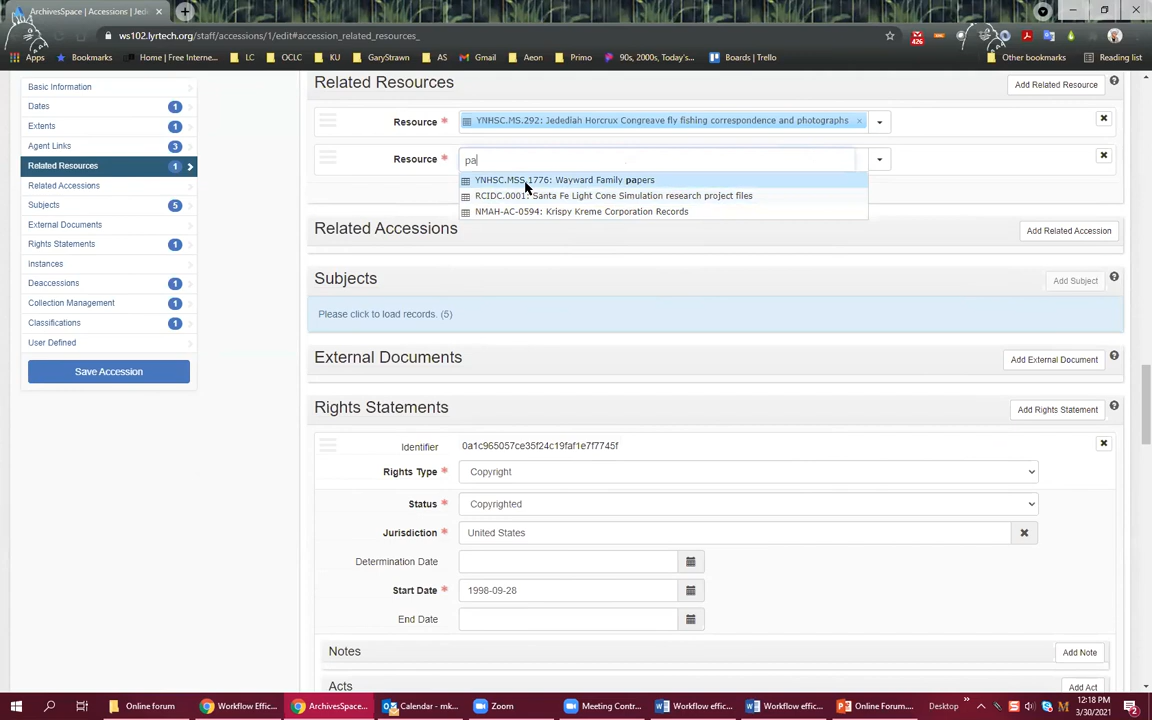 ArchivesSpace | Accessions | Jede
ws102.lyrtech.org/staff/accessions/1/edit#accession_related_resources_
426
Apps Bookmarks Home | Free Interne... LC OCLC KU GaryStrawn AS Gmail Aeon Primo 90s, 2000s, Today's... Boards | Trello Other bookmarks Reading list
Basic Information
Dates 1
Extents 1
Agent Links 3
Related Resources 1
Related Accessions
Subjects 5
External Documents
Rights Statements 1
Instances
Deaccessions 1
Collection Management 1
Classifications 1
User Defined
Save Accession
Related Resources
Add Related Resource
Resource * YNHSC.MS.292: Jedediah Horcrux Congreave fly fishing correspondence and photographs
Resource * pa
YNHSC.MSS.1776: Wayward Family papers
RCIDC.0001: Santa Fe Light Cone Simulation research project files
NMAH-AC-0594: Krispy Kreme Corporation Records
Related Accessions
Add Related Accession
Subjects
Add Subject
Please click to load records. (5)
External Documents
Add External Document
Rights Statements
Add Rights Statement
Identifier 0a1c965057ce35f24c19faf1e7f7745f
Rights Type * Copyright
Status * Copyrighted
Jurisdiction * United States
Determination Date
Start Date * 1998-09-28
End Date
Notes
Add Note
Acts
Add Act
Online forum
Workflow Effic...
ArchivesSpace...
Calendar - mk...
Zoom
Meeting Contr...
Workflow effic...
Workflow effic...
Online Forum....
Desktop
12:18 PM
3/30/2021
2